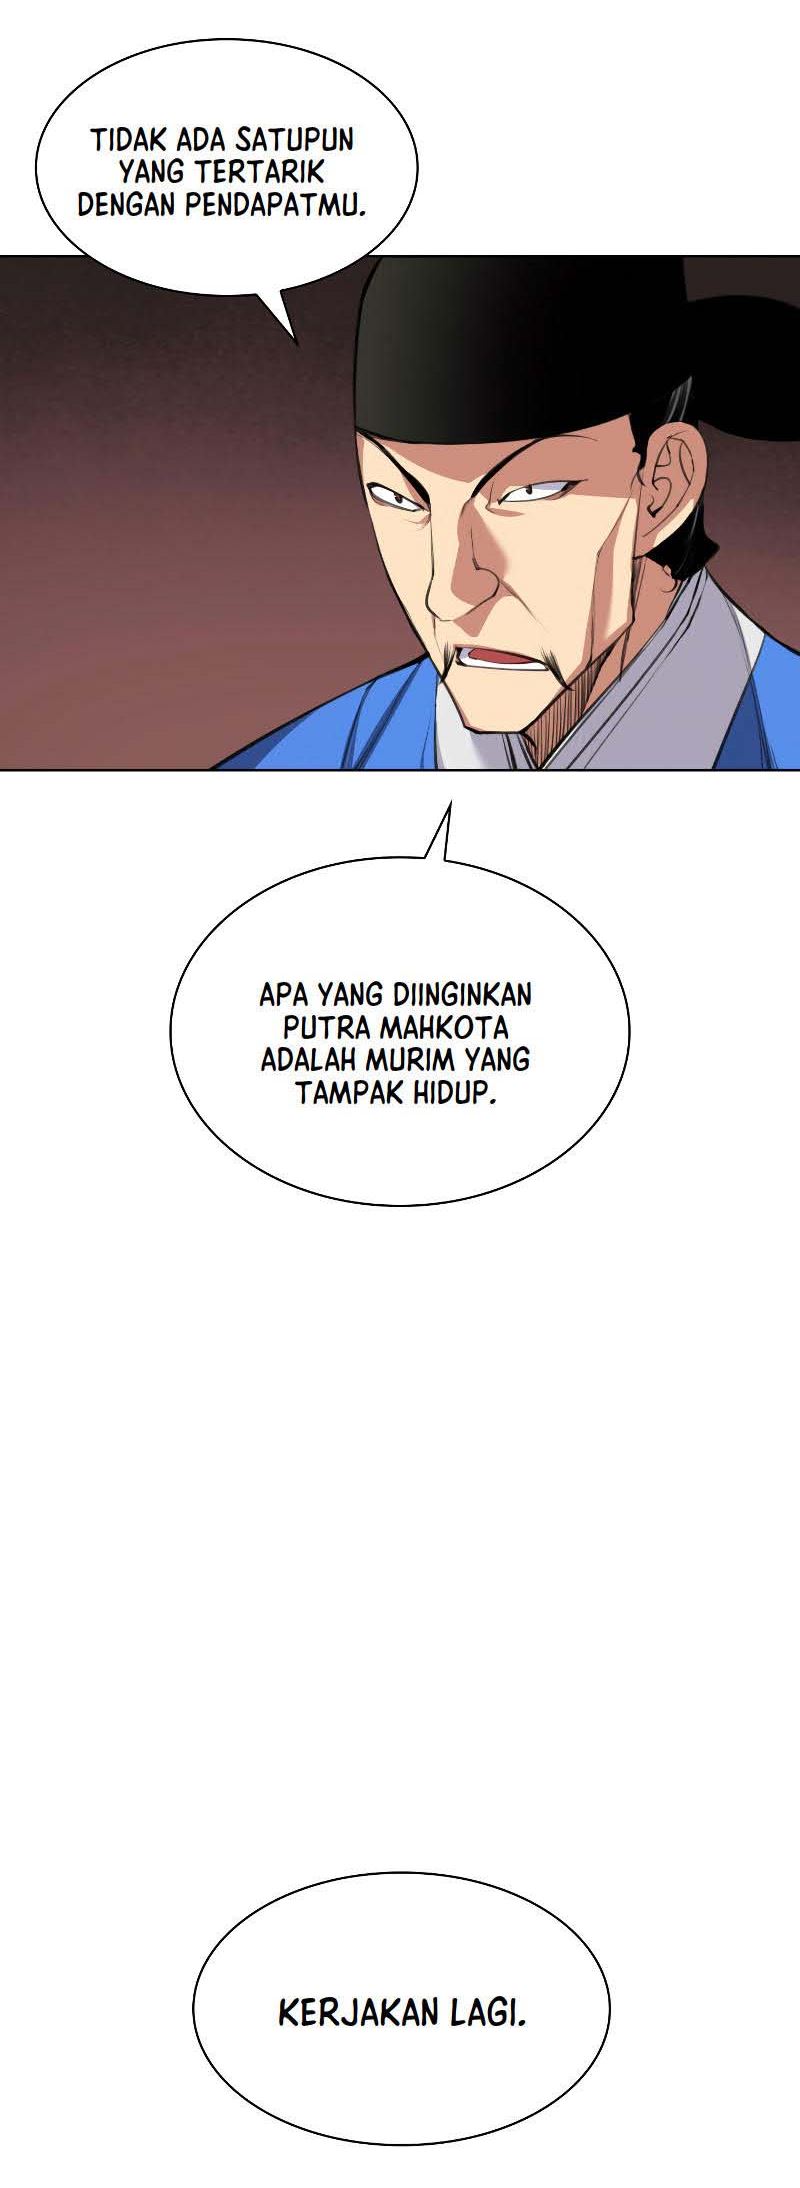 TIDAK ADA SATUPUN
YANG TERTARIK
DENGAN PENDAPATMU.
APA YANG DIINGINKAN
PUTRA MAHKOTA
ADALAH MURIM YANG
TAMPAK HIDUP.
KERJAKAN LAGI.